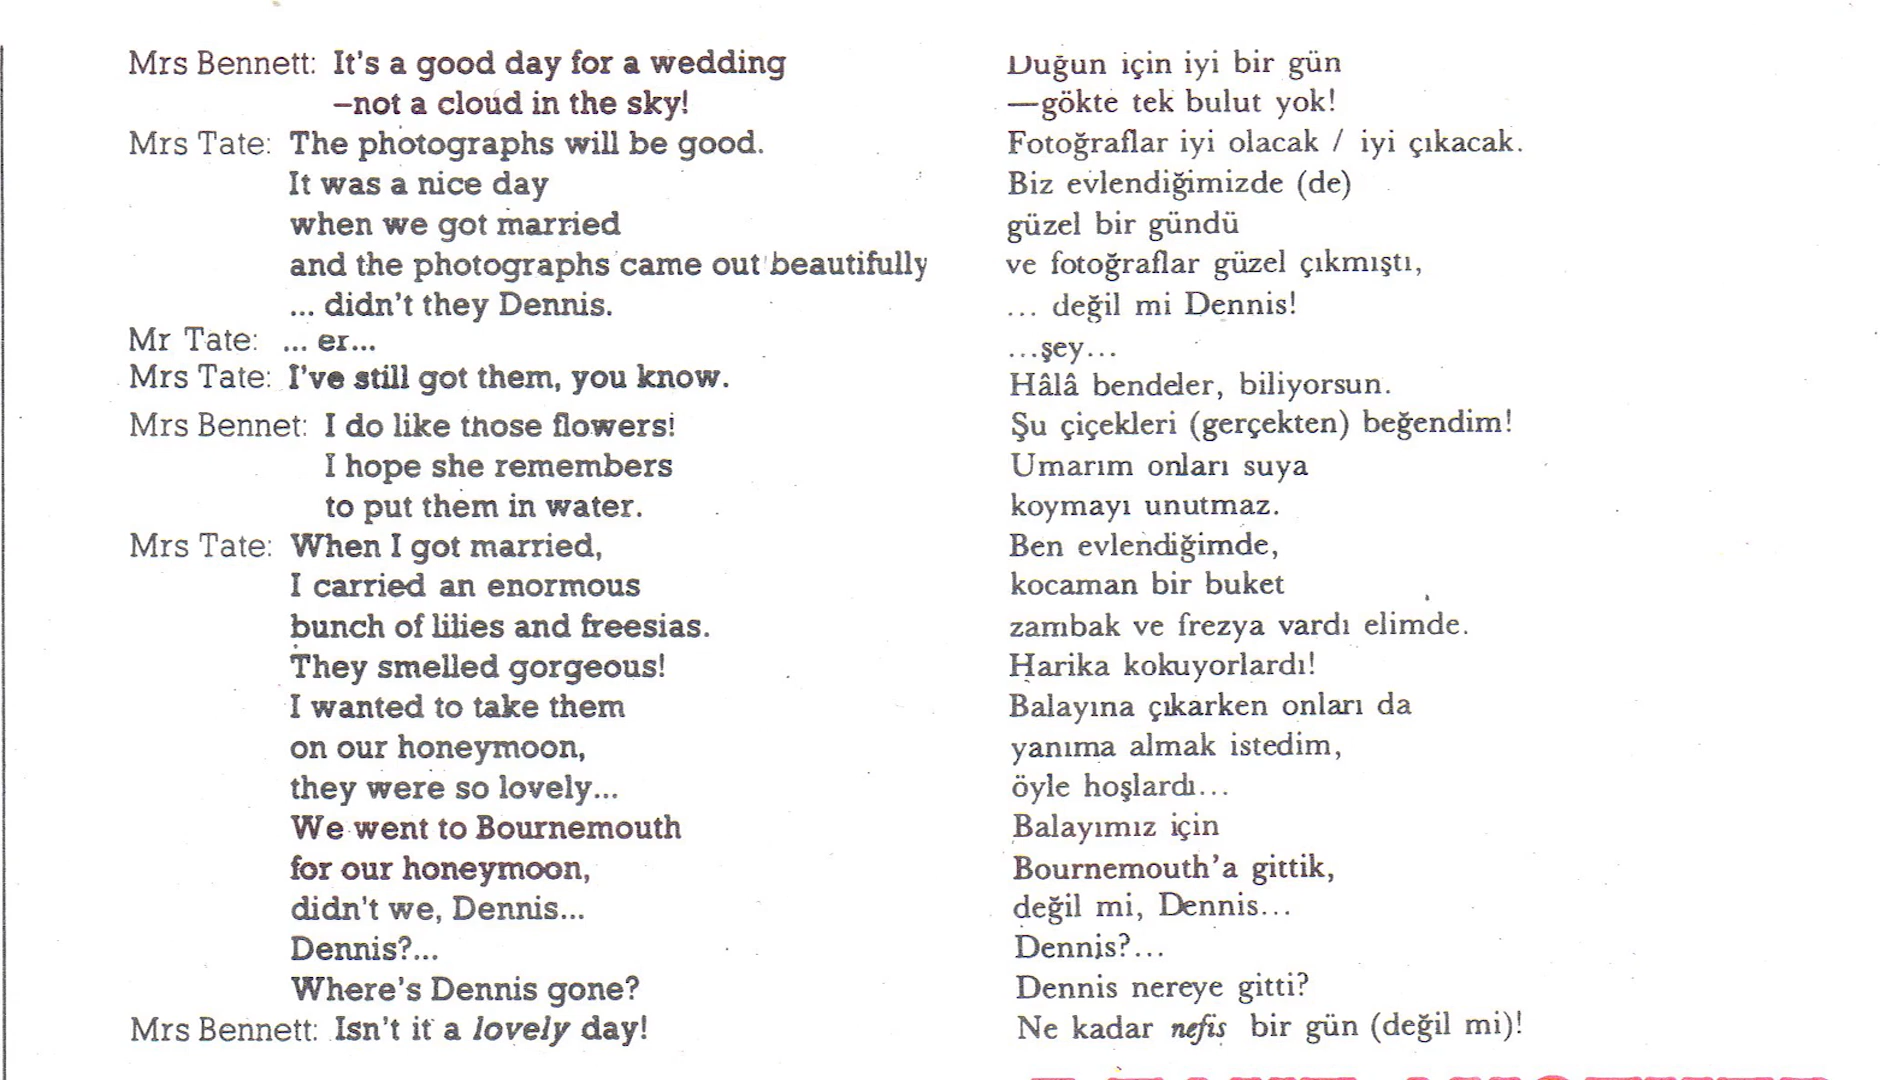 Mrs Bennett: It's a good day for a wedding
–not a cloud in the sky!
Mrs Tate: The photographs will be good.
It was a nice day
when we got married
and the photographs came out beautifully
... didn't they Dennis.
Mr Tate: ... er...
Mrs Tate: I've still got them, you know.
Mrs Bennet: I do like those flowers!
I hope she remembers
to put them in water.
Mrs Tate: When I got married,
I carried an enormous
bunch of lilies and freesias.
They smelled gorgeous!
I wanted to take them
on our honeymoon,
they were so lovely...
We went to Bournemouth
for our honeymoon,
didn't we, Dennis...
Dennis?...
Where's Dennis gone?
Mrs Bennett: Isn't it a lovely day!
Duğun için iyi bir gün
—gökte tek bulut yok!
Fotoğraflar iyi olacak / iyi çıkacak.
Biz evlendiğimizde (de)
güzel bir gündü
ve fotoğraflar güzel çıkmıştı,
... değil mi Dennis!
...şey...
Hâlâ bendeler, biliyorsun.
Şu çiçekleri (gerçekten) beğendim!
Umarım onları suya
koymayı unutmaz.
Ben evlendiğimde,
kocaman bir buket
zambak ve frezya vardı elimde.
Harika kokuyorlardı!
Balayına çıkarken onları da
yanıma almak istedim,
öyle hoşlardı...
Balayımız için
Bournemouth'a gittik,
değil mi, Dennis...
Dennis?...
Dennis nereye gitti?
Ne kadar nefis bir gün (değil mi)!